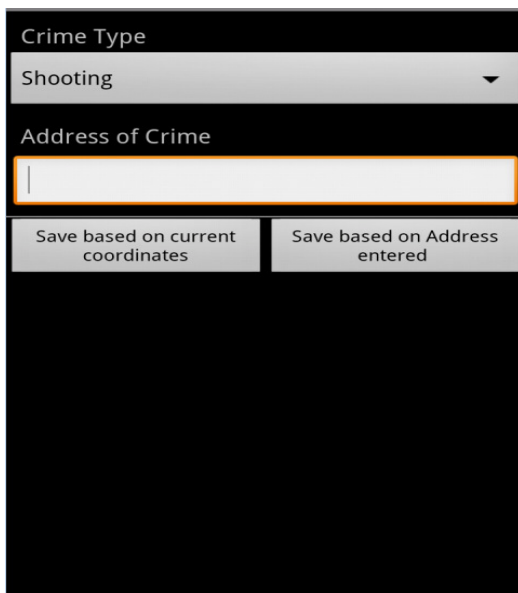 Crime Type
Shooting
Address of Crime
Save based on current
coordinates
Save based on Address
entered